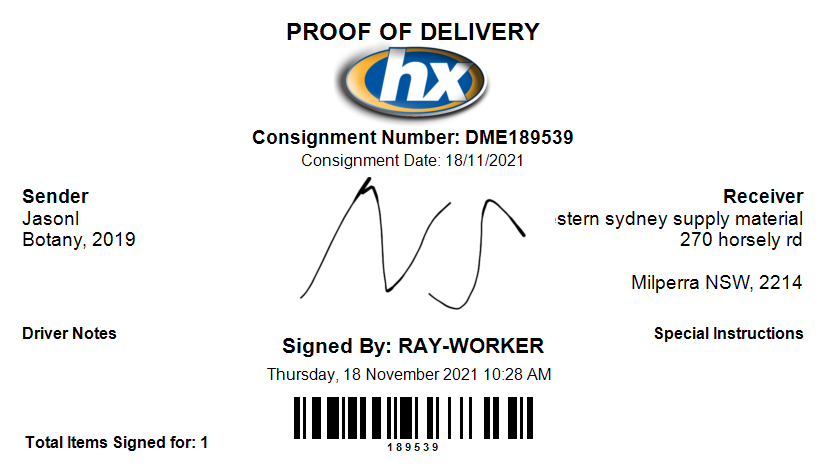 PROOF OF DELIVERY
hx
Consignment Number: DME189539
Consignment Date: 18/11/2021
Sender
Jasonl
Botany, 2019
Receiver
stern sydney supply material
270 horsely rd
Milperra NSW, 2214
Driver Notes
Special Instructions
Signed By: RAY-WORKER
Thursday, 18 November 2021 10:28 AM
189539
Total Items Signed for: 1